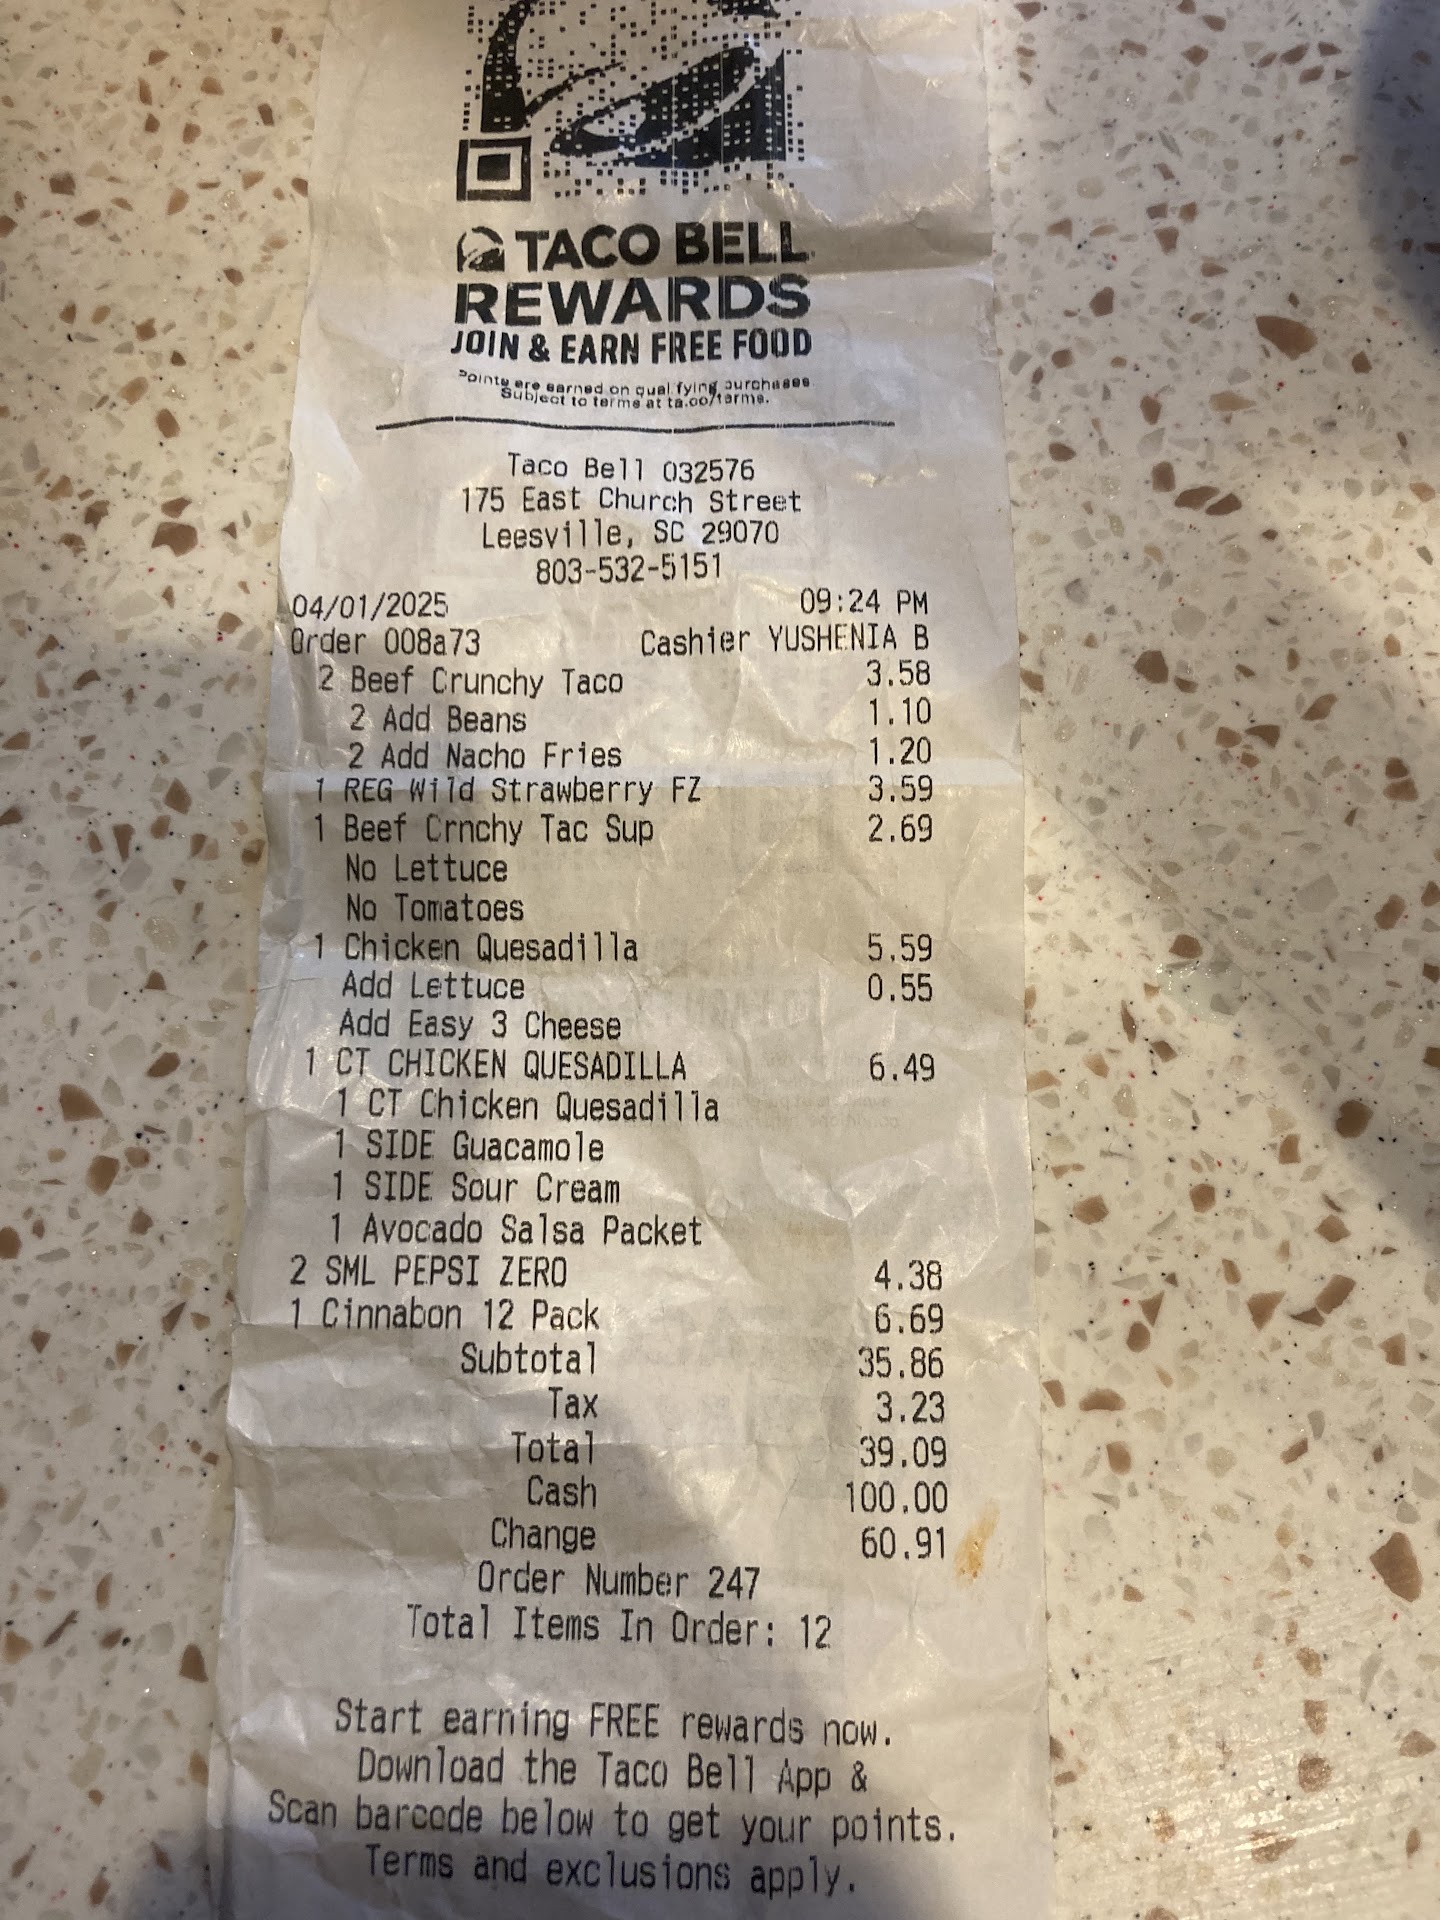 TACO BELL
REWARDS
JOIN & EARN FREE FOOD
Points are earned on qualifying purchases
Subject to terms at ta.co/terms.
Taco Bell 032576
175 East Church Street
Leesville, SC 29070
803-532-5151
04/01/2025 09:24 PM
Order 008a73 Cashier YUSHENIA B
2 Beef Crunchy Taco 3.58
2 Add Beans 1.10
2 Add Nacho Fries 1.20
1 REG Wild Strawberry FZ 3.59
1 Beef Crnchy Tac Sup 2.69
No Lettuce
No Tomatoes
1 Chicken Quesadilla 5.59
Add Lettuce 0.55
Add Easy 3 Cheese
1 CT CHICKEN QUESADILLA 6.49
1 CT Chicken Quesadilla
1 SIDE Guacamole
1 SIDE Sour Cream
1 Avocado Salsa Packet
2 SML PEPSI ZERO 4.38
1 Cinnabon 12 Pack 6.69
Subtotal 35.86
Tax 3.23
Total 39.09
Cash 100.00
Change 60.91
Order Number 247
Total Items In Order: 12
Start earning FREE rewards now.
Download the Taco Bell App &
Scan barcode below to get your points.
Terms and exclusions apply.